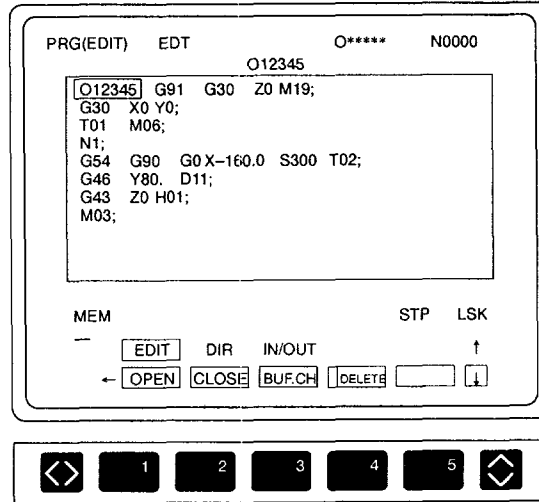 PRG(EDIT) EDT O***** N0000
O12345
O12345 G91 G30 Z0 M19;
G30 X0 Y0;
T01 M06;
N1;
G54 G90 G0 X-160.0 S300 T02;
G46 Y80. D11;
G43 Z0 H01;
M03;
MEM STP LSK
EDIT DIR IN/OUT ↑
← OPEN CLOSE BUF.CH DELETE ↓
1 2 3 4 5